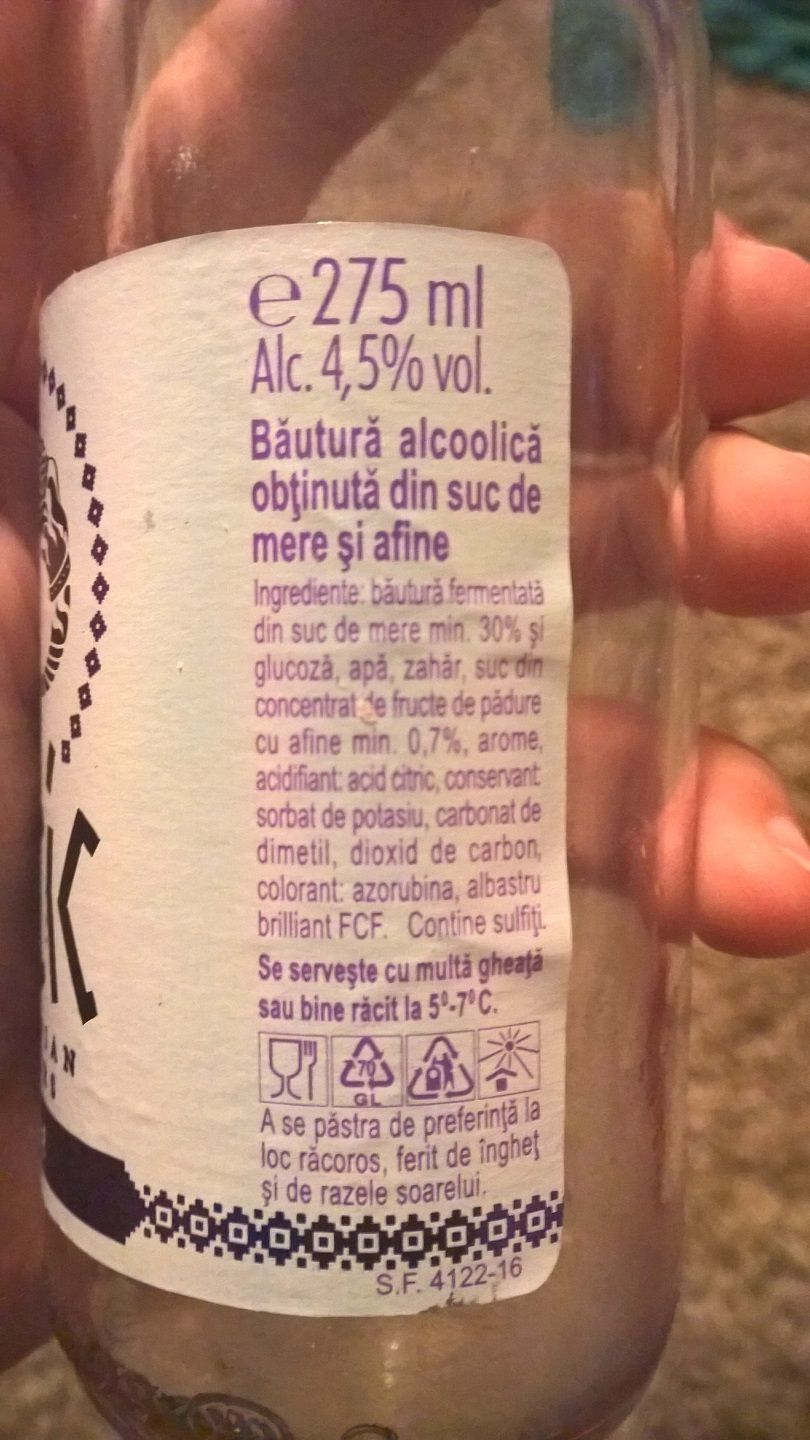 e 275 ml
Alc. 4,5% vol.
Băutură alcoolică
obţinută din suc de
mere şi afine
Ingrediente: băutură fermentată
din suc de mere min. 30% şi
glucoză, apă, zahăr, suc din
concentrat de fructe de pădure
cu afine min. 0,7%, arome,
acidifiant: acid citric, conservant:
sorbat de potasiu, carbonat de
dimetil, dioxid de carbon,
colorant: azorubina, albastru
brilliant FCF. Contine sulfiţi.
Se serveşte cu multă gheaţă
sau bine răcit la 5⁰-7⁰C.
70
GL
A se păstra de preferinţă la
loc răcoros, ferit de îngheţ
şi de razele soarelui.
S.F. 4122-16